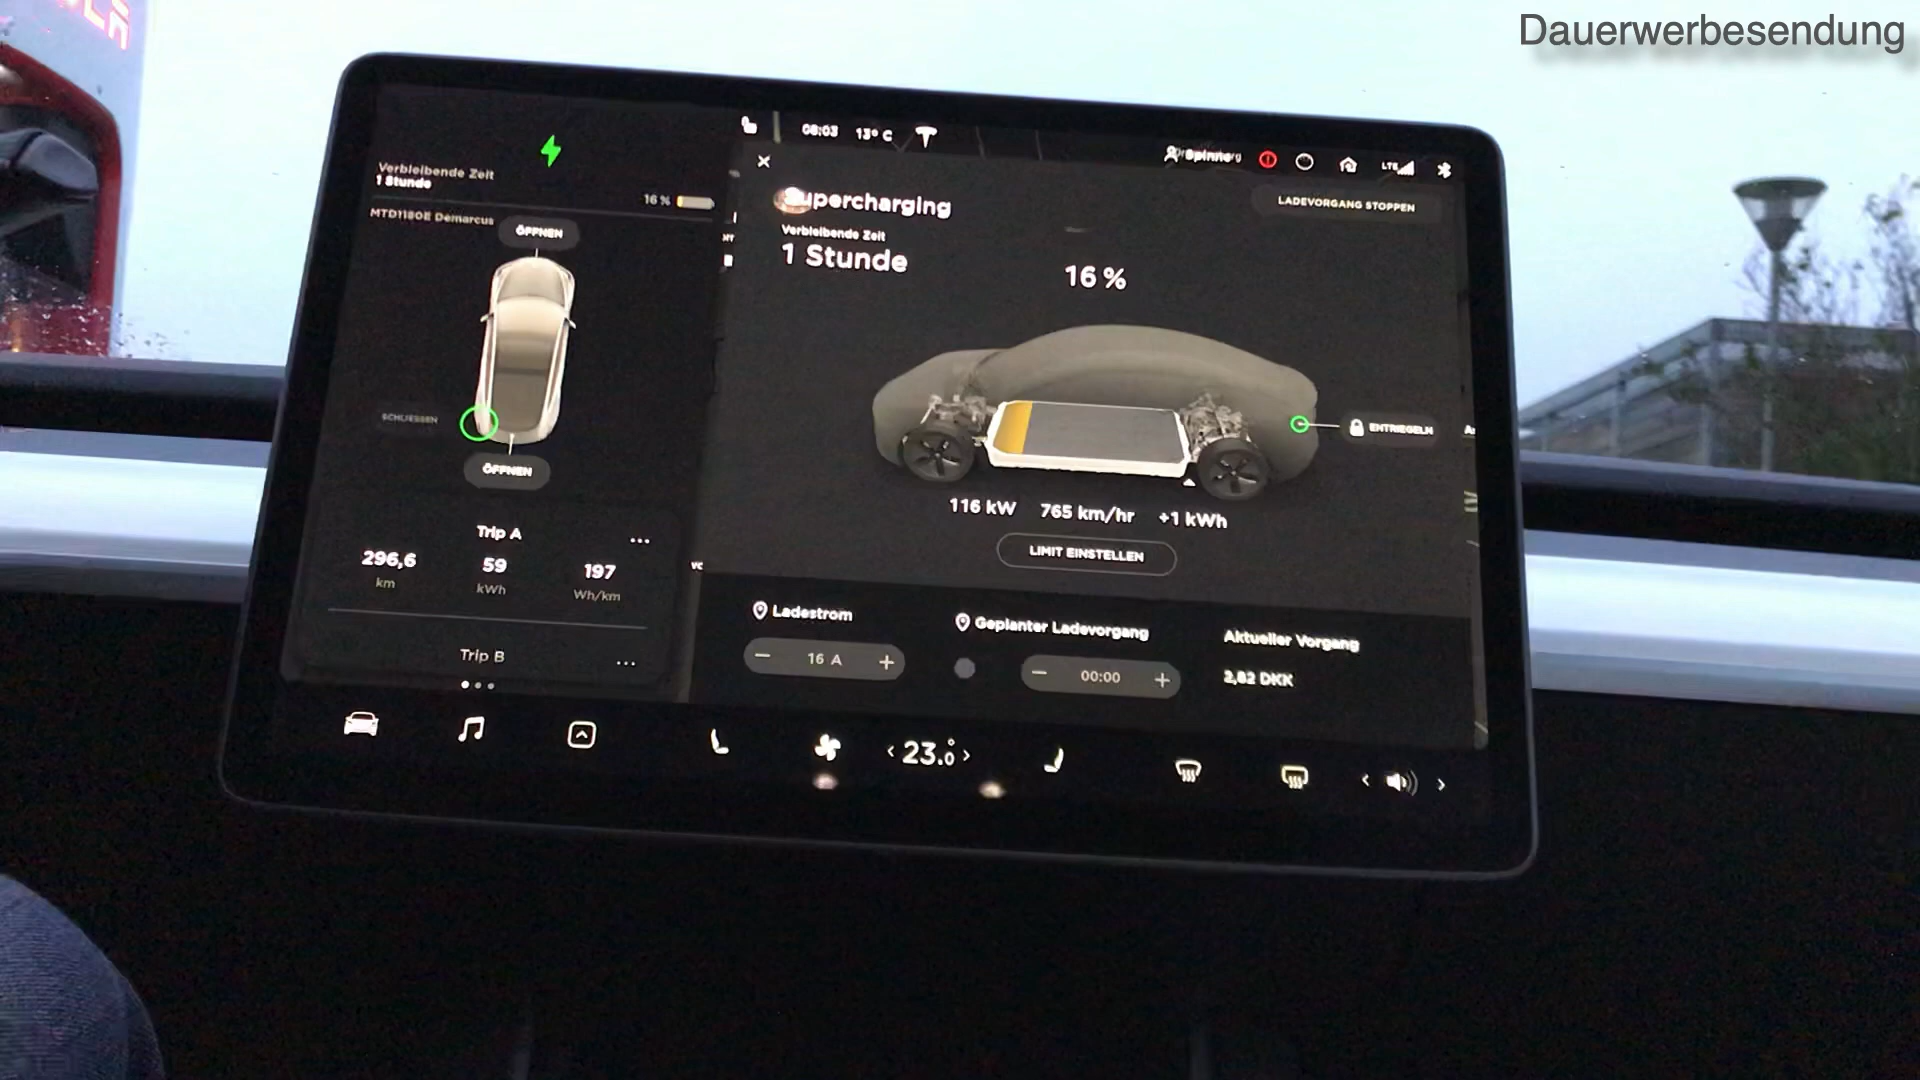 Dauerwerbesendung
08:03 13° C
LTE
Verbleibende Zeit
1 Stunde
16 %
MTD1180E Demarcus
ÖFFNEN
SCHLIESSEN
ÖFFNEN
Trip A
...
296,6
59
197
km
kWh
Wh/km
Trip B
...
Supercharging
LADEVORGANG STOPPEN
Verbleibende Zeit
1 Stunde
16 %
ENTRIEGELN
116 kW 765 km/hr +1 kWh
LIMIT EINSTELLEN
Ladestrom
Geplanter Ladevorgang
Aktueller Vorgang
− 16 A +
− 00:00 +
2,82 DKK
‹ 23.0° ›
‹ ›